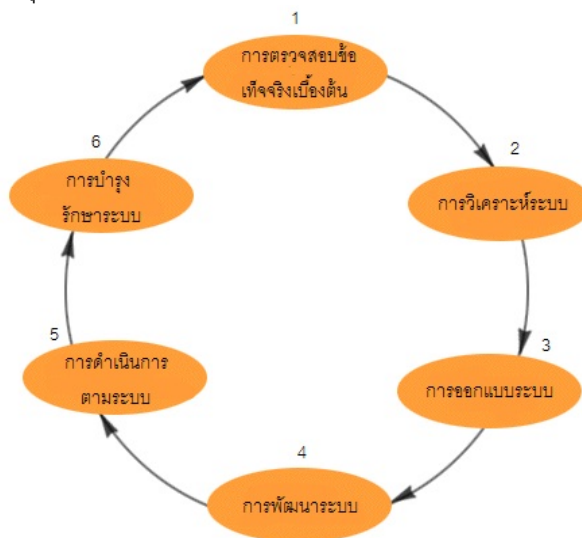 1
การตรวจสอบข้อ
เท็จจริงเบื้องต้น
2
การวิเคราะห์ระบบ
3
การออกแบบระบบ
4
การพัฒนาระบบ
5
การดำเนินการ
ตามระบบ
6
การบำรุง
รักษาระบบ